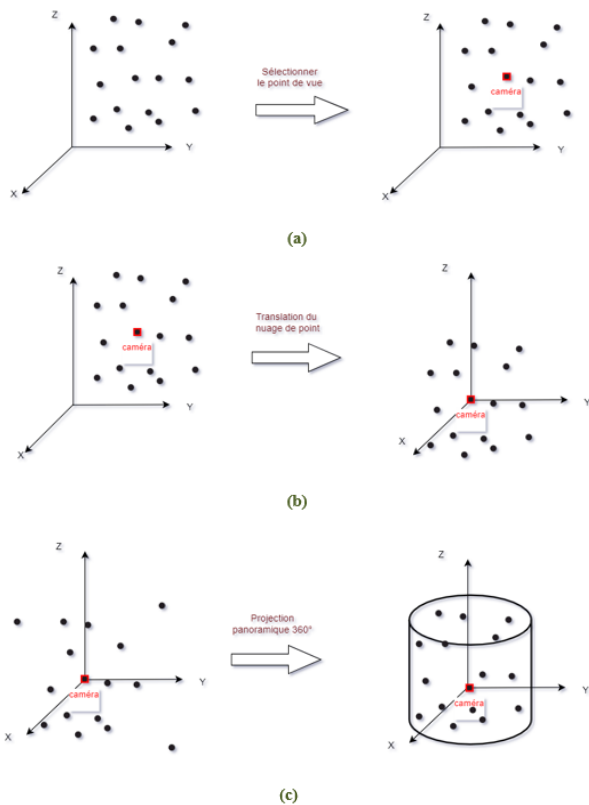 Z
Y
X
Sélectionner
le point de vue
Z
caméra
Y
X
(a)
Z
caméra
Y
X
Translation du
nuage de point
Z
caméra
Y
X
(b)
Z
caméra
Y
X
Projection
panoramique 360°
Z
caméra
Y
X
(c)